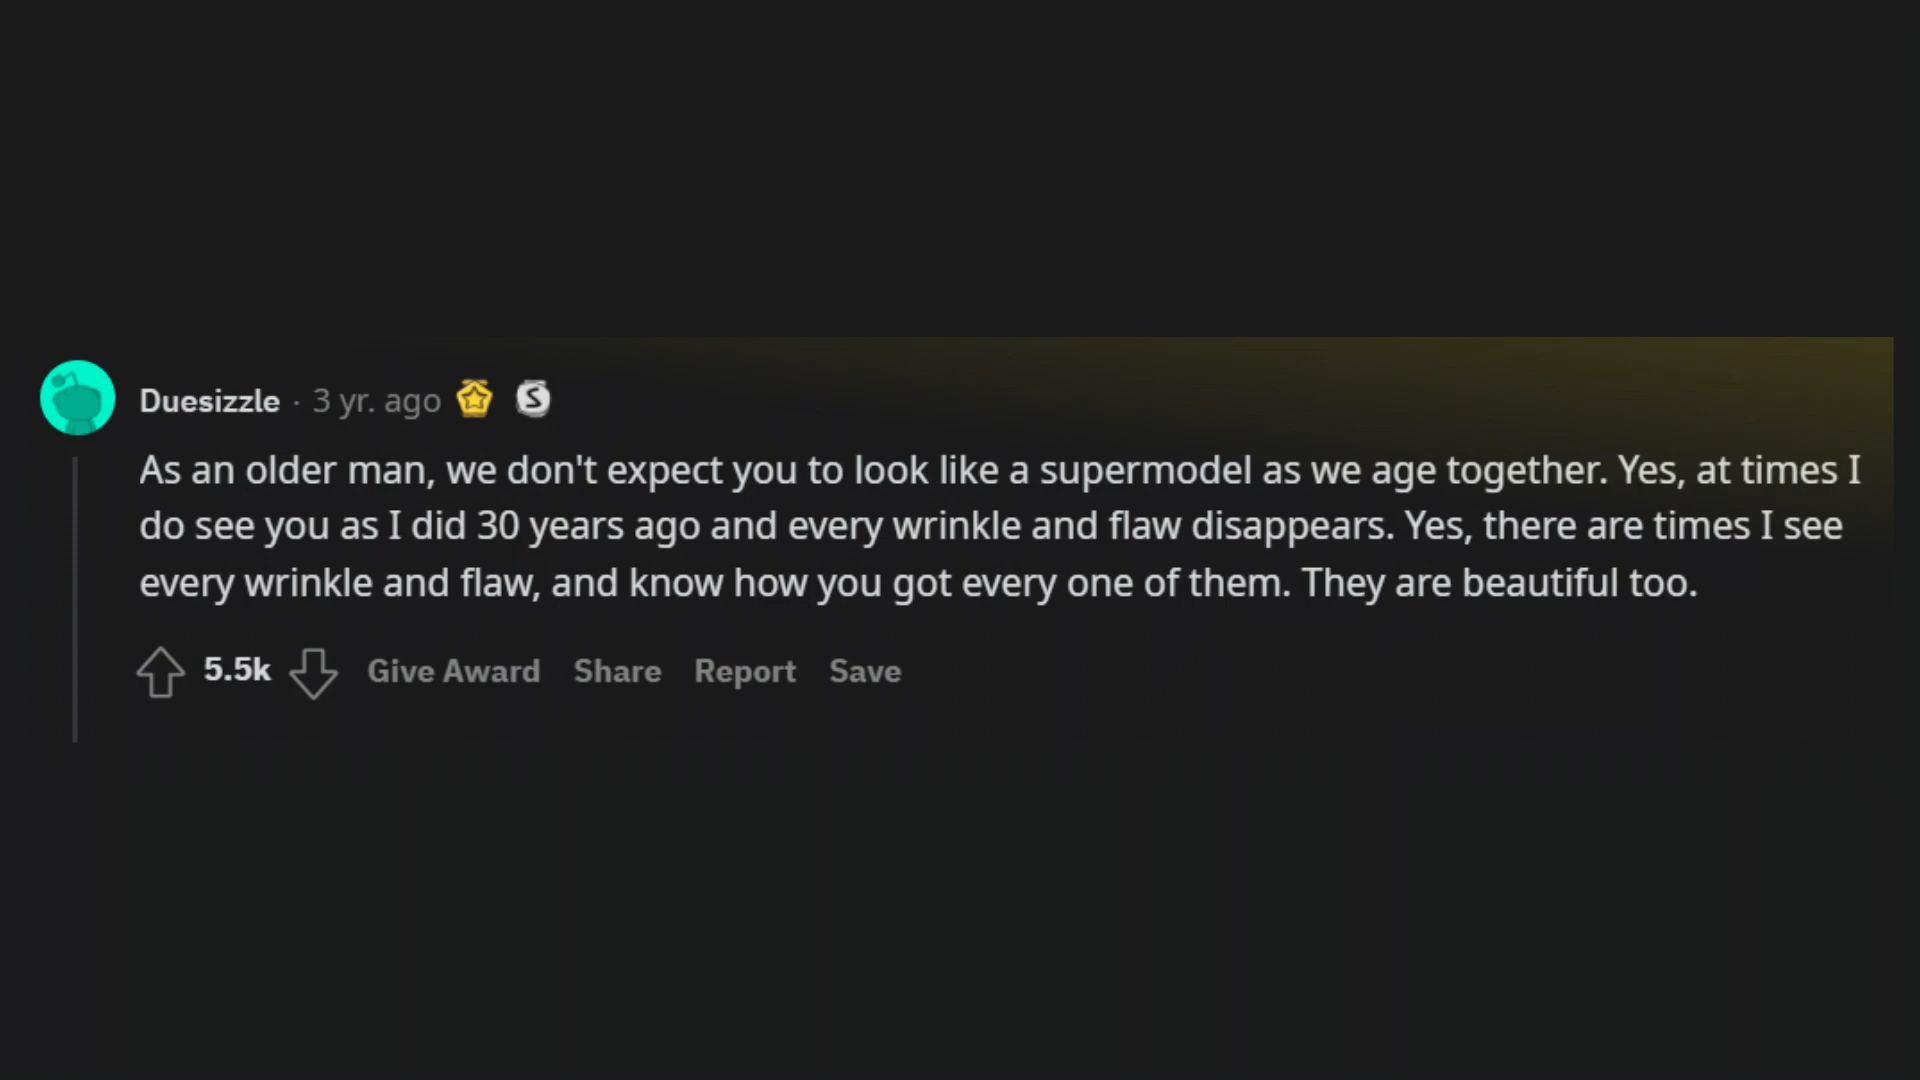 Duesizzle · 3 yr. ago S
As an older man, we don't expect you to look like a supermodel as we age together. Yes, at times I
do see you as I did 30 years ago and every wrinkle and flaw disappears. Yes, there are times I see
every wrinkle and flaw, and know how you got every one of them. They are beautiful too.
5.5k Give Award Share Report Save